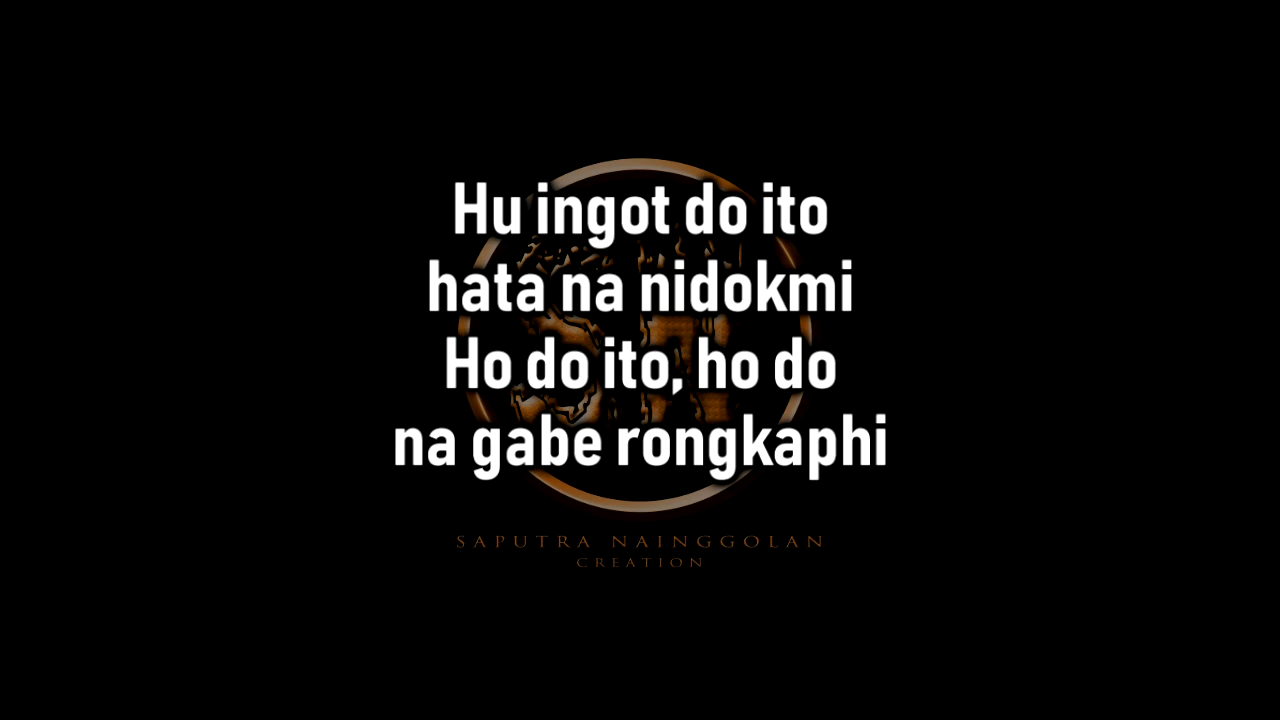 Hu ingot do ito
hata na nidokmi
Ho do ito, ho do
na gabe rongkaphi
SAPUTRA NAINGGOLAN
CREATION